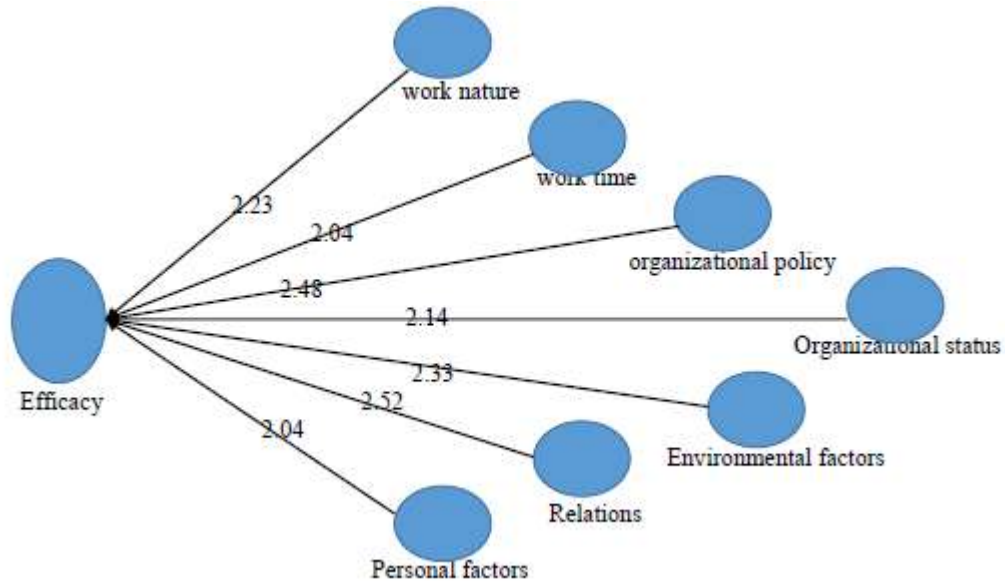 work nature
work time
2.23
2.04
organizational policy
2.48
2.14
Organizational status
2.33
Efficacy
2.52
2.04
Environmental factors
Relations
Personal factors